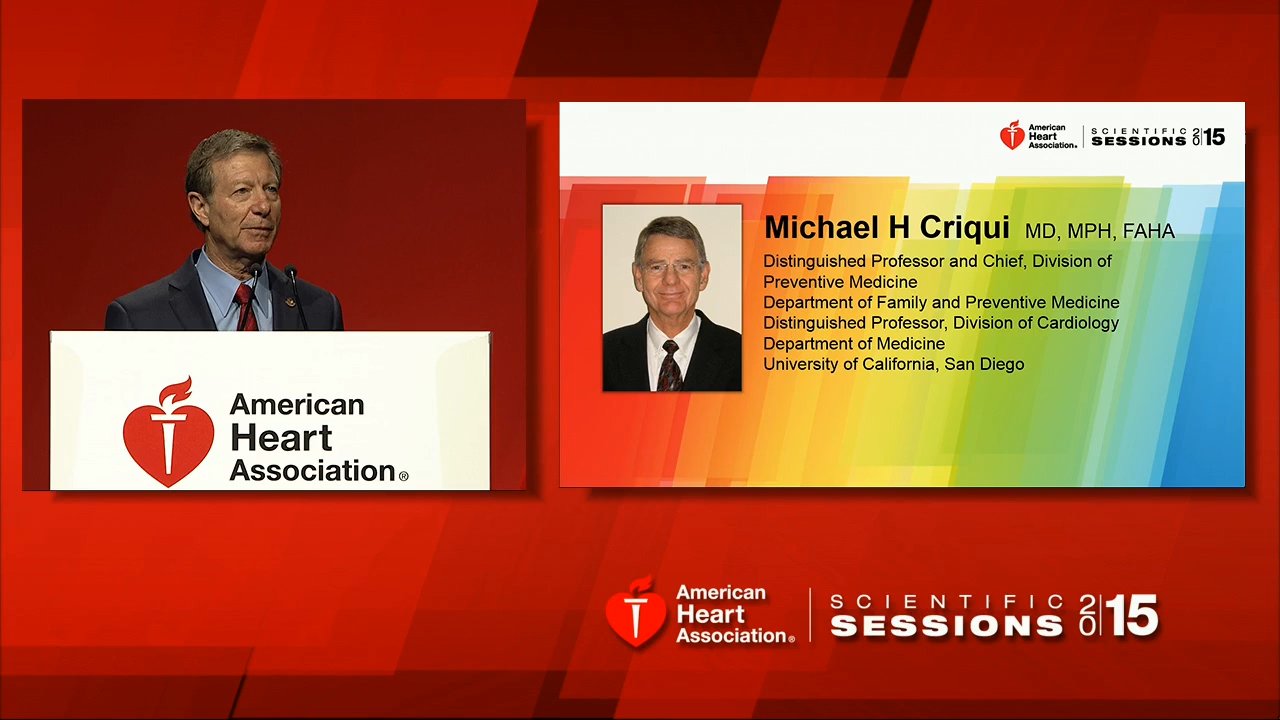 American
Heart
Association®
American
Heart
Association®
SCIENTIFIC
SESSIONS 2015
Michael H Criqui MD, MPH, FAHA
Distinguished Professor and Chief, Division of
Preventive Medicine
Department of Family and Preventive Medicine
Distinguished Professor, Division of Cardiology
Department of Medicine
University of California, San Diego
American
Heart
Association®
SCIENTIFIC
SESSIONS 2015